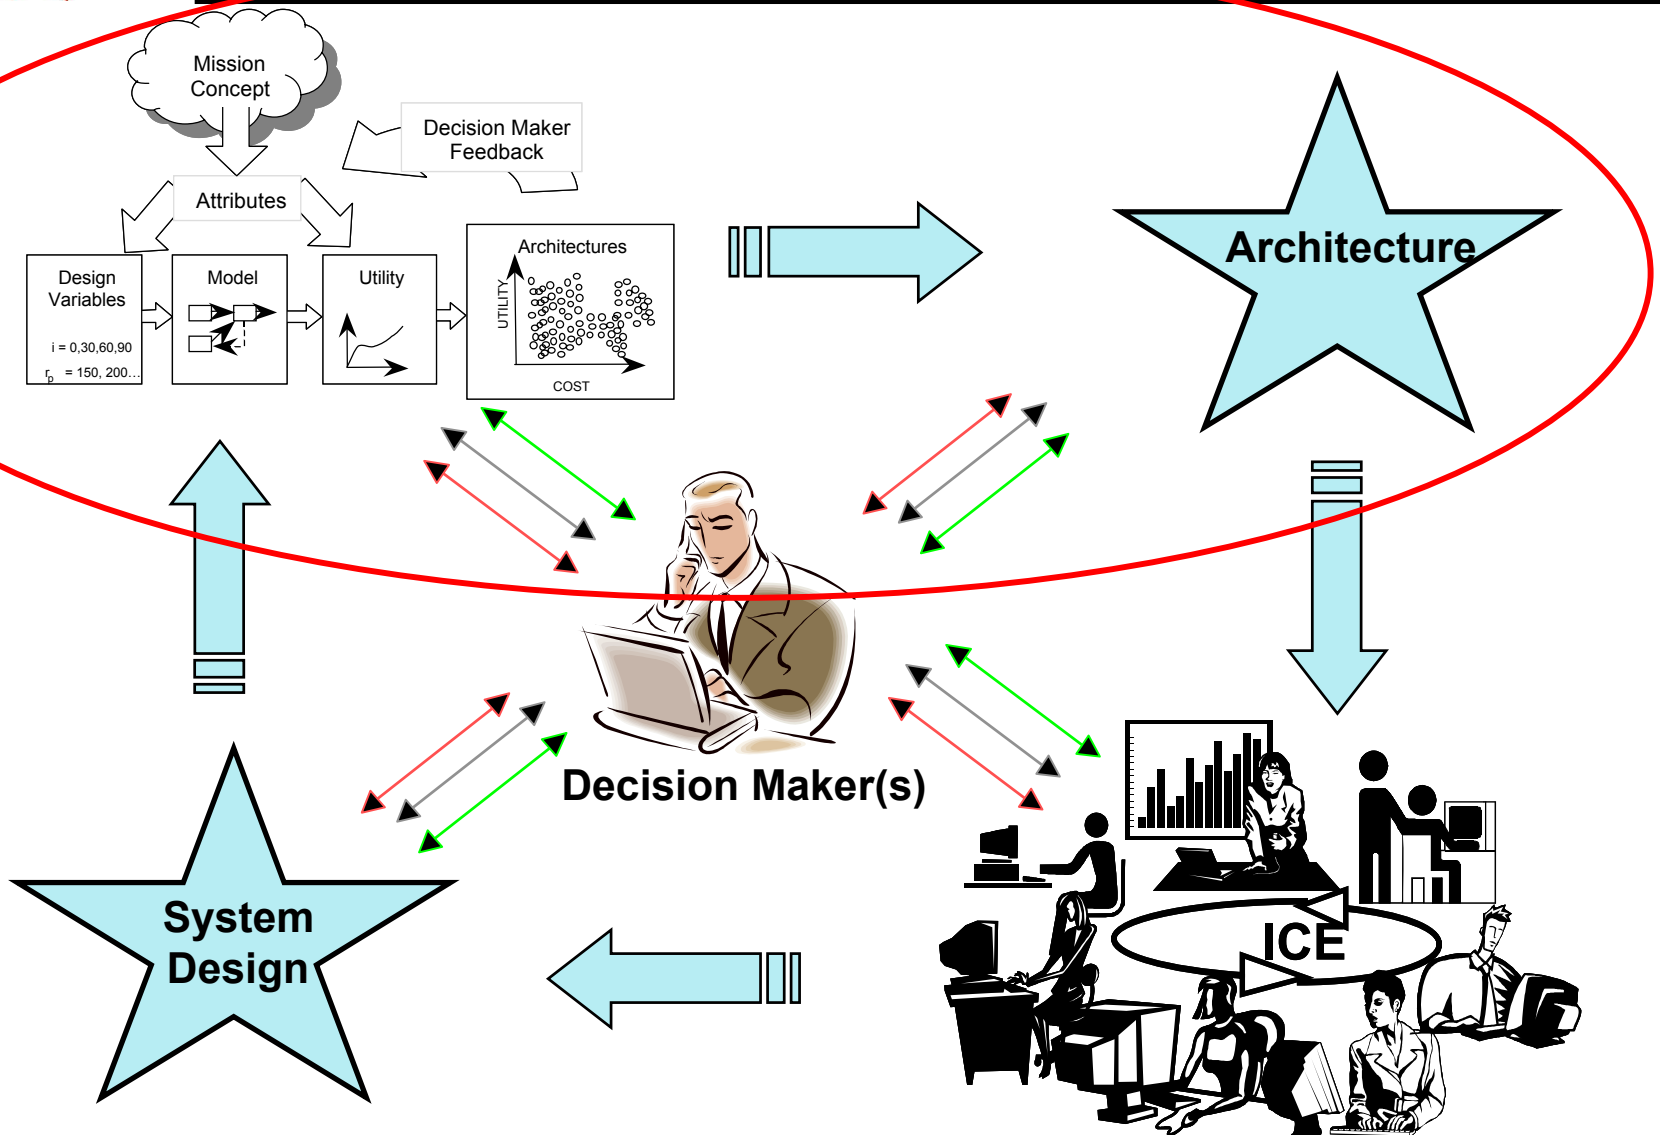 Mission
Concept
Decision Maker
Feedback
Attributes
Design
Variables
i = 0,30,60,90
rp = 150, 200…
Model
Utility
Architectures
UTILITY
COST
Architecture
Decision Maker(s)
System
Design
ICE